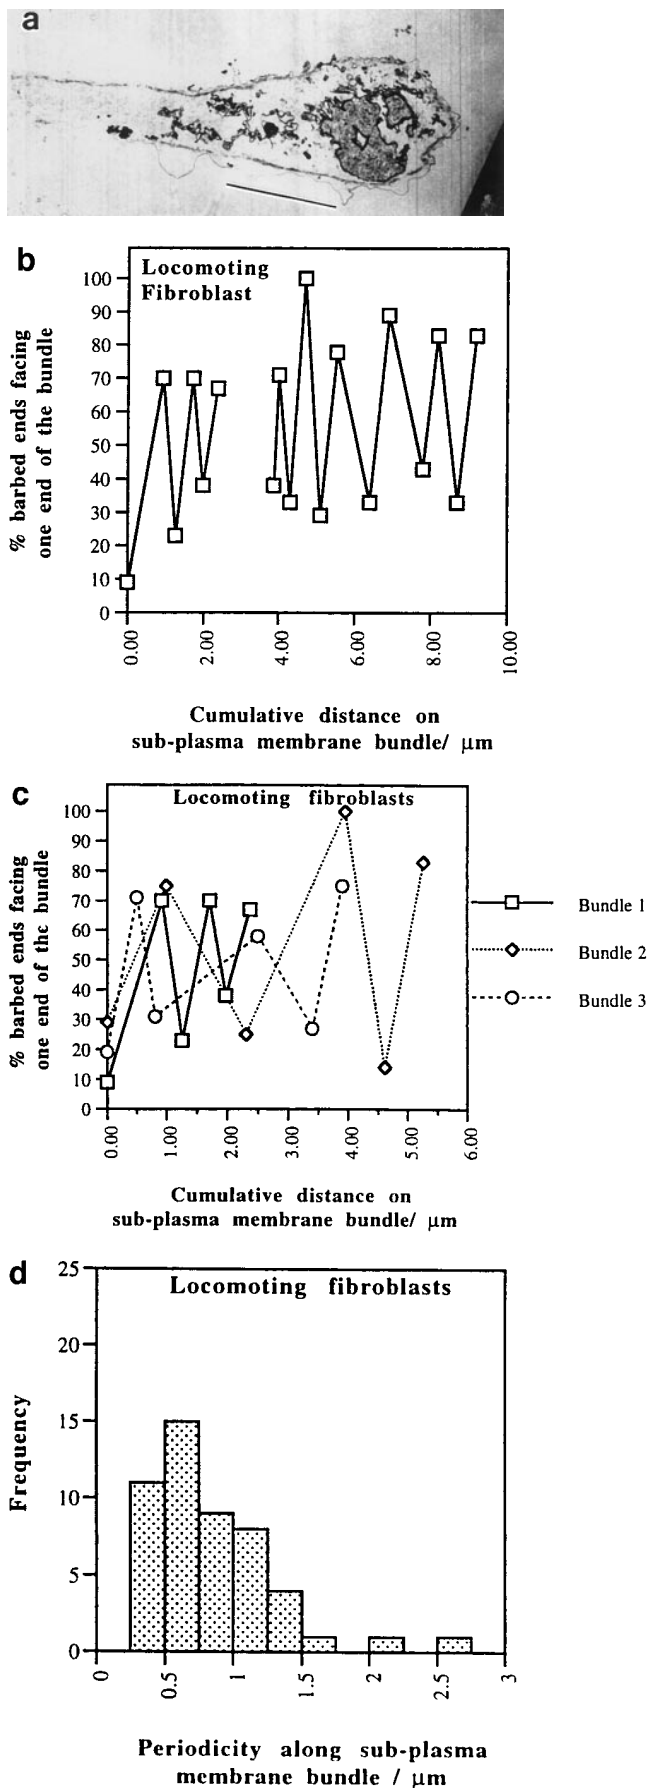 a
b
Locomoting
Fibroblast
% barbed ends facing
one end of the bundle
100
90
80
70
60
50
40
30
20
10
0
0.00
2.00
4.00
6.00
8.00
10.00
Cumulative distance on
sub-plasma membrane bundle/ μm
c
Locomoting fibroblasts
% barbed ends facing
one end of the bundle
100
90
80
70
60
50
40
30
20
10
0
0.00
1.00
2.00
3.00
4.00
5.00
6.00
Bundle 1
Bundle 2
Bundle 3
Cumulative distance on
sub-plasma membrane bundle/ μm
d
Locomoting fibroblasts
Frequency
25
20
15
10
5
0
0
0.5
1
1.5
2
2.5
3
Periodicity along sub-plasma
membrane bundle / μm